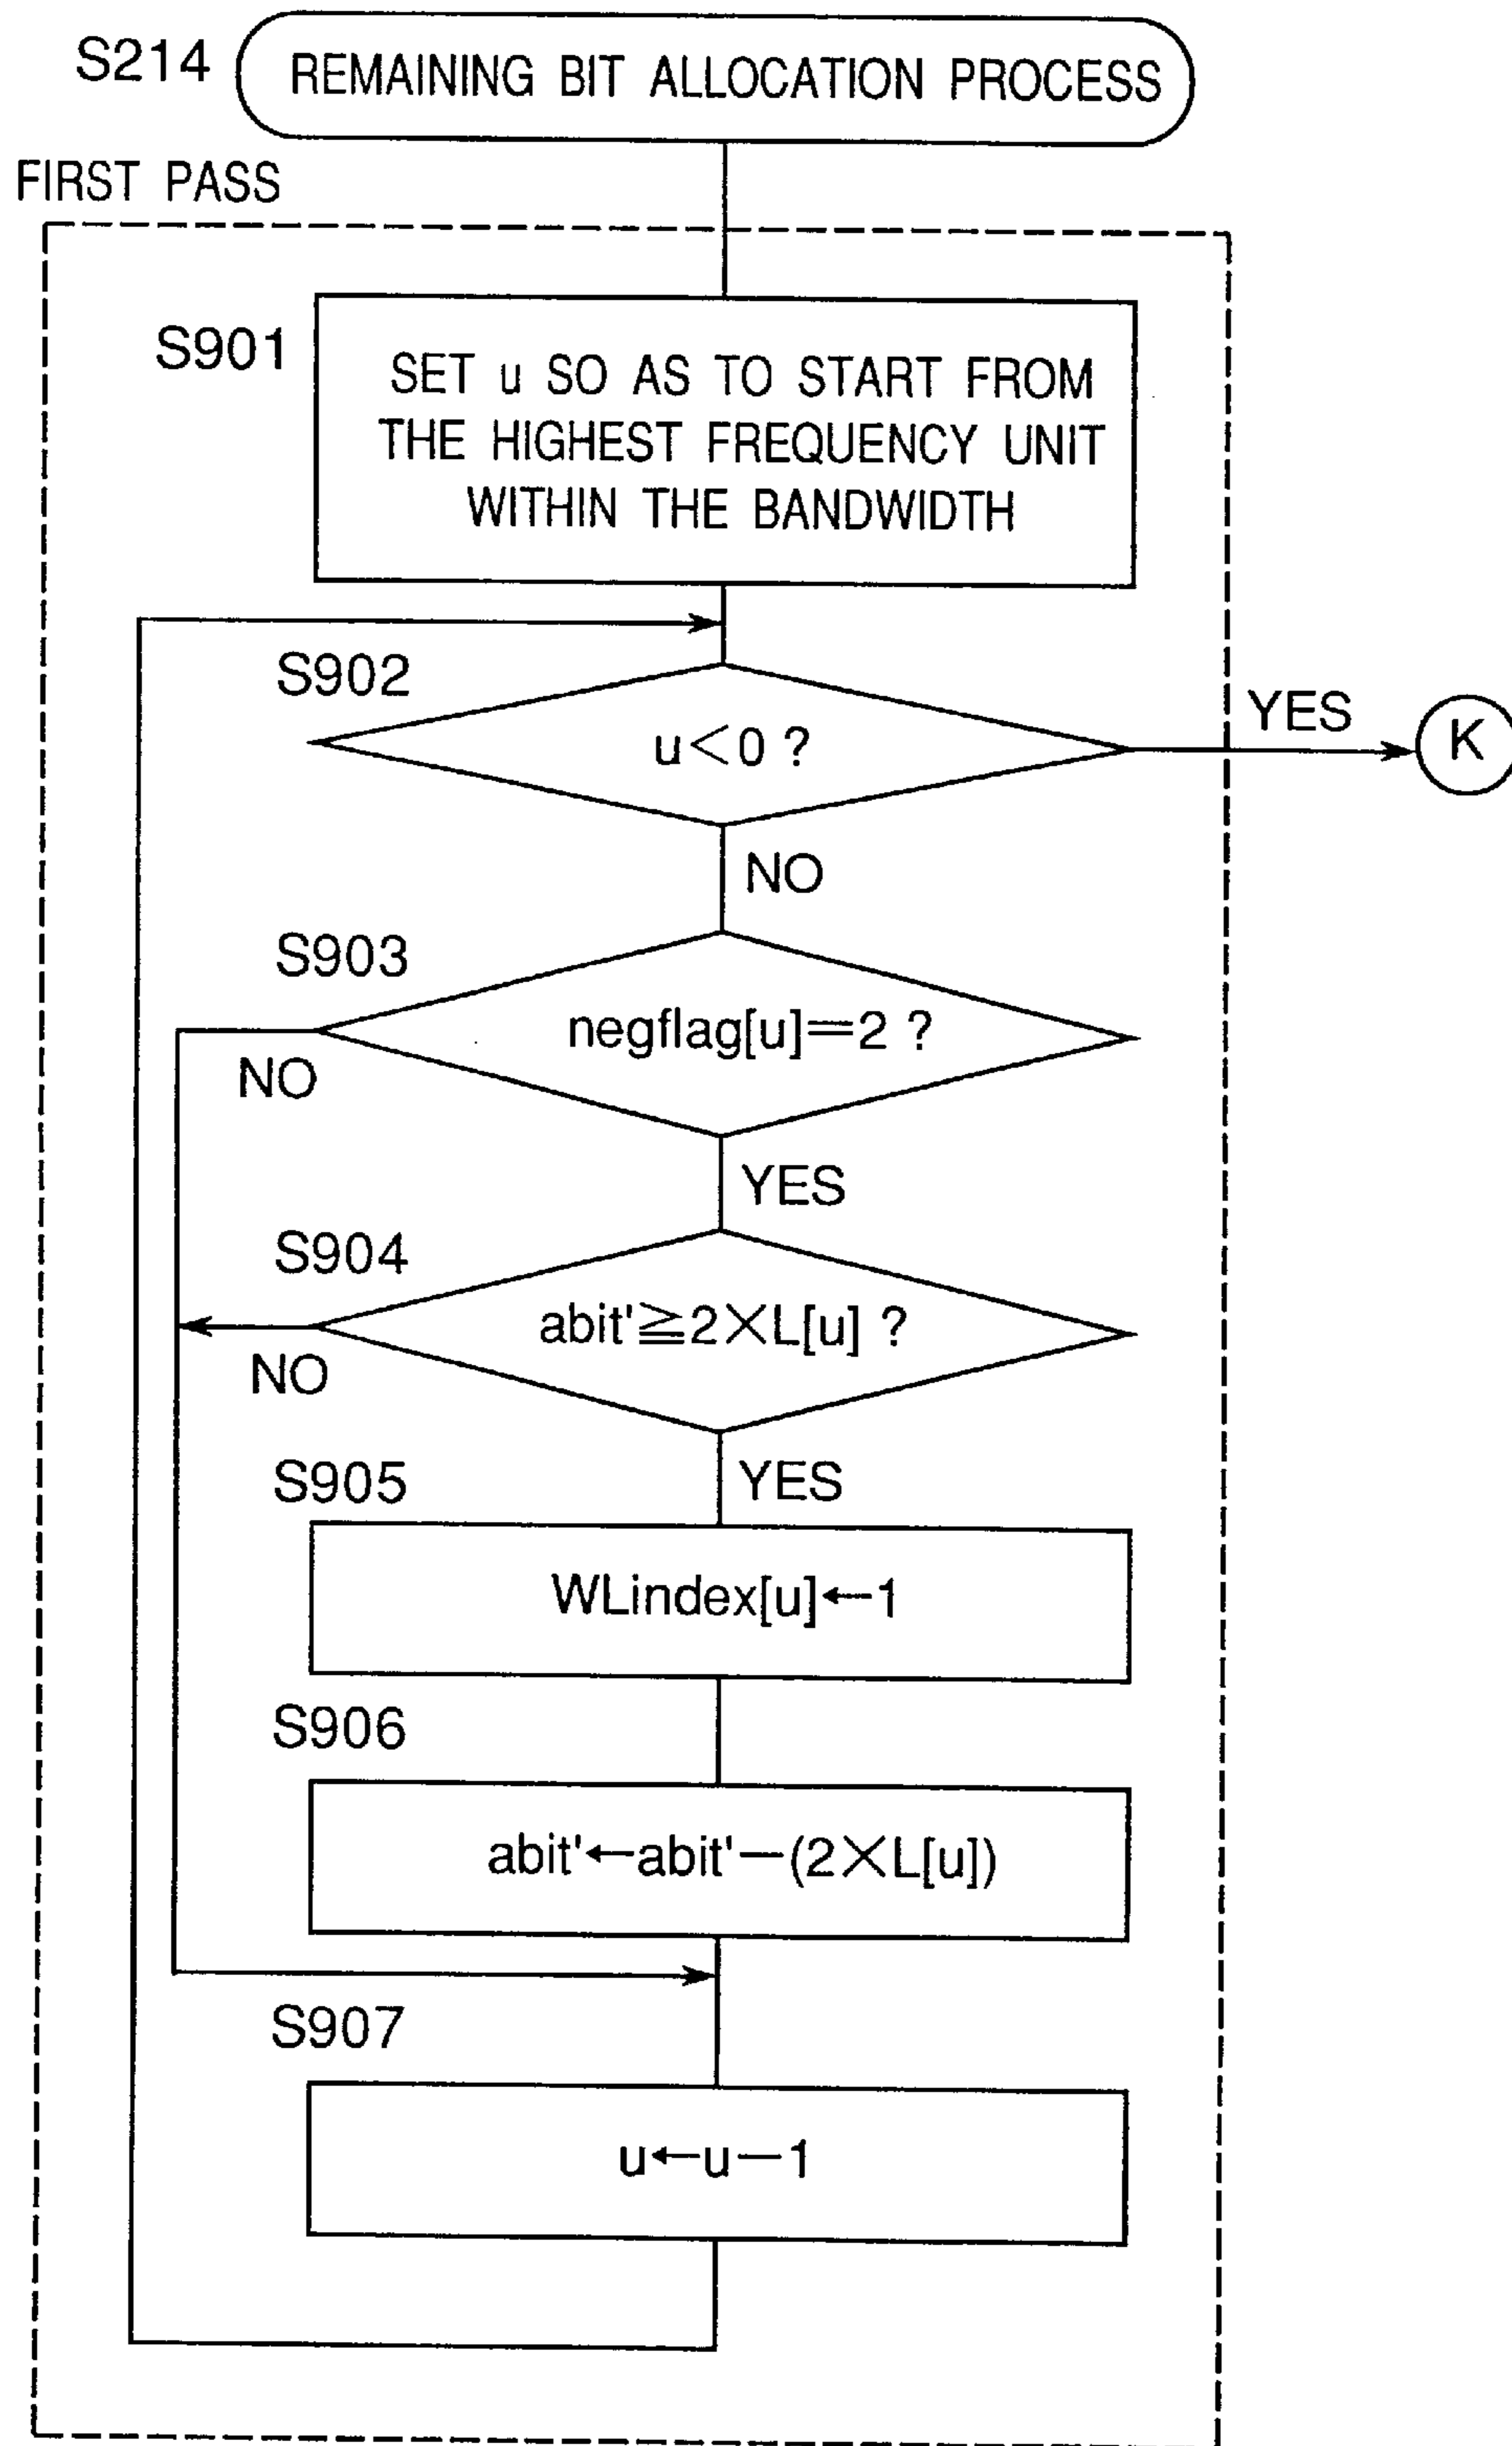 S214
REMAINING BIT ALLOCATION PROCESS
FIRST PASS
S901
SET u SO AS TO START FROM
THE HIGHEST FREQUENCY UNIT
WITHIN THE BANDWIDTH
S902
u<0 ?
YES
K
NO
S903
negflag[u]==2 ?
NO
YES
S904
abit'≧2×L[u] ?
NO
YES
S905
WLindex[u]←1
S906
abit'←abit'−(2×L[u])
S907
u←u−1